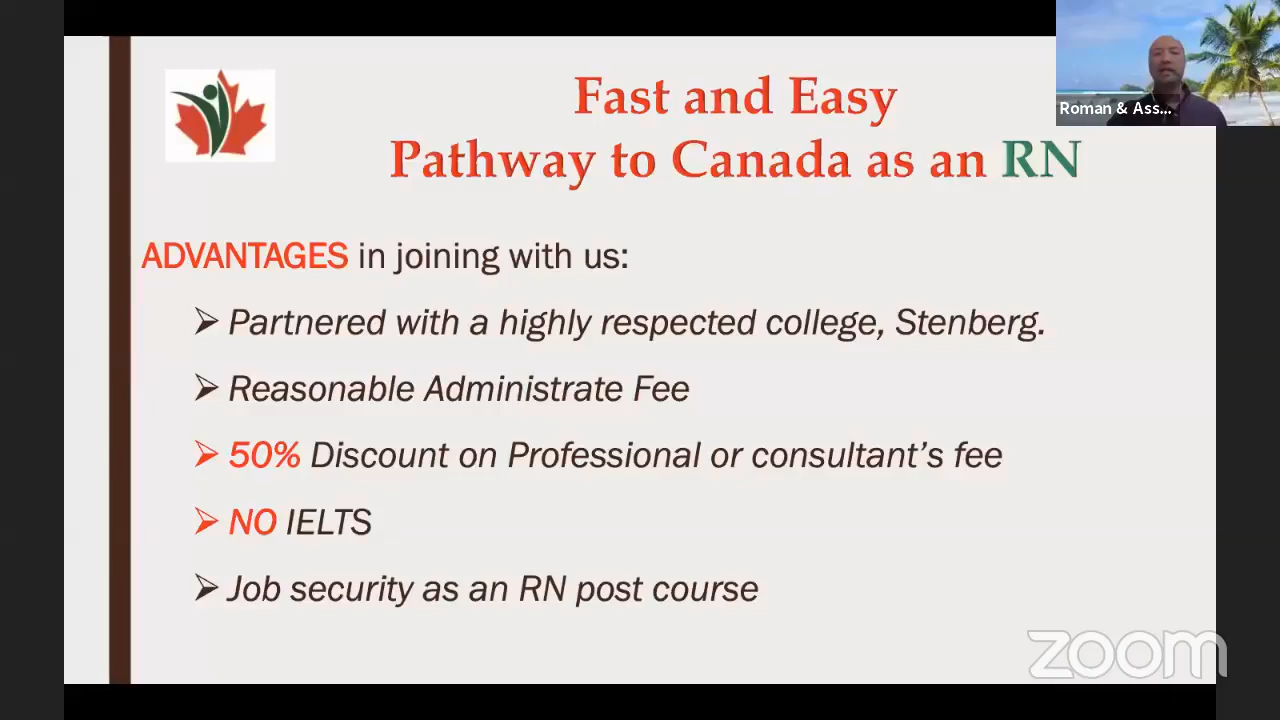 Fast and Easy
Pathway to Canada as an RN
Roman & Ass...
ADVANTAGES in joining with us:
Partnered with a highly respected college, Stenberg.
Reasonable Administrate Fee
50% Discount on Professional or consultant’s fee
NO IELTS
Job security as an RN post course
zoom